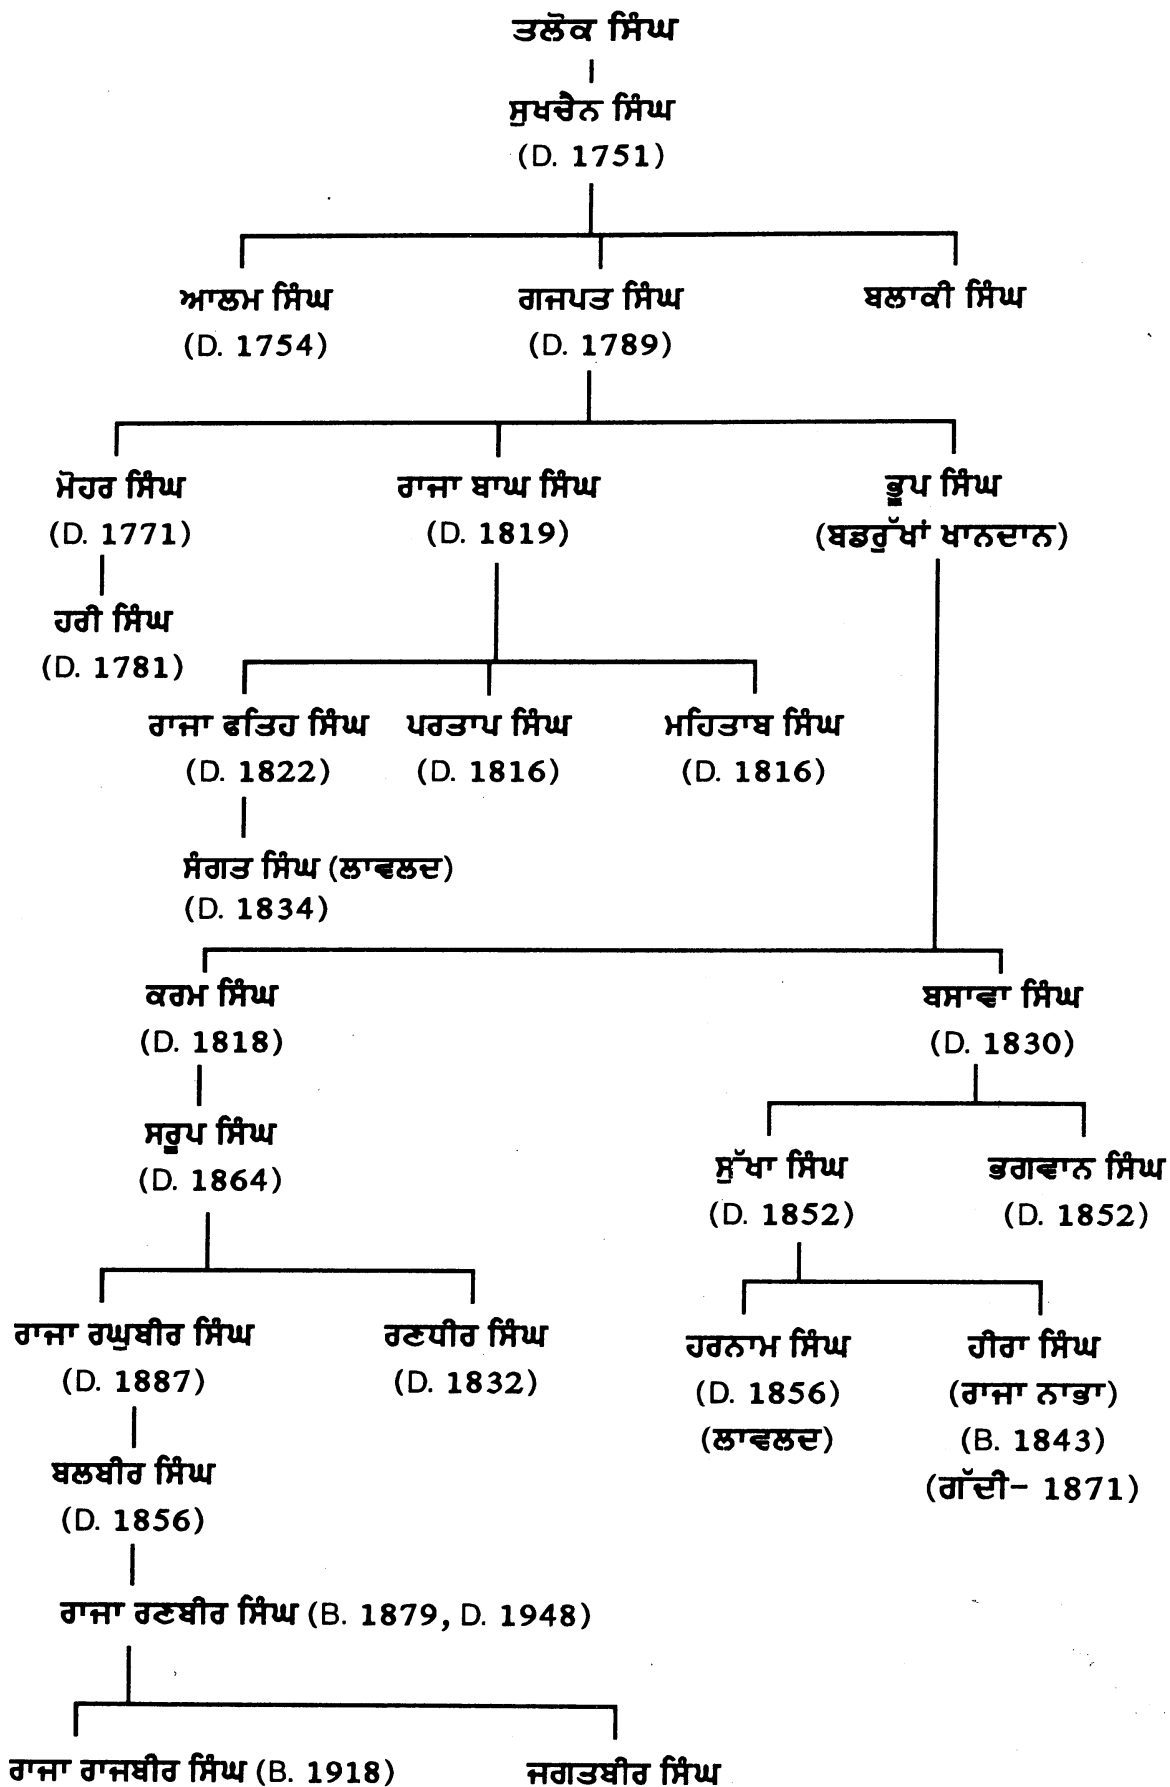 ਤਲੋਕ ਸਿੰਘ
ਸੁਖਚੈਨ ਸਿੰਘ
(D. 1751)
ਆਲਮ ਸਿੰਘ ਗਜਪਤ ਸਿੰਘ ਬਲਾਕੀ ਸਿੰਘ
(D. 1754) (D. 1789)
ਮੋਹਰ ਸਿੰਘ ਰਾਜਾ ਬਾਘ ਸਿੰਘ ਭੂਪ ਸਿੰਘ
(D. 1771) (D. 1819) (ਬਡਰੁੱਖਾਂ ਖਾਨਦਾਨ)
ਹਰੀ ਸਿੰਘ
(D. 1781)
ਰਾਜਾ ਫਤਿਹ ਸਿੰਘ ਪਰਤਾਪ ਸਿੰਘ ਮਹਿਤਾਬ ਸਿੰਘ
(D. 1822) (D. 1816) (D. 1816)
ਸੰਗਤ ਸਿੰਘ (ਲਾਵਲਦ)
(D. 1834)
ਕਰਮ ਸਿੰਘ ਬਸਾਵਾ ਸਿੰਘ
(D. 1818) (D. 1830)
ਸਰੂਪ ਸਿੰਘ
(D. 1864)
ਸੁੱਖਾ ਸਿੰਘ ਭਗਵਾਨ ਸਿੰਘ
(D. 1852) (D. 1852)
ਰਾਜਾ ਰਘੁਬੀਰ ਸਿੰਘ ਰਣਧੀਰ ਸਿੰਘ
(D. 1887) (D. 1832)
ਹਰਨਾਮ ਸਿੰਘ ਹੀਰਾ ਸਿੰਘ
(D. 1856) (ਰਾਜਾ ਨਾਭਾ)
(ਲਾਵਲਦ) (B. 1843)
(ਗੱਦੀ- 1871)
ਬਲਬੀਰ ਸਿੰਘ
(D. 1856)
ਰਾਜਾ ਰਣਬੀਰ ਸਿੰਘ (B. 1879, D. 1948)
ਰਾਜਾ ਰਾਜਬੀਰ ਸਿੰਘ (B. 1918) ਜਗਤਬੀਰ ਸਿੰਘ